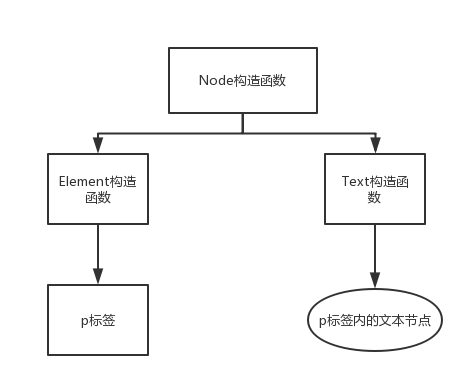 Node构造函数
Element构造
函数
Text构造函
数
p标签
p标签内的文本节点